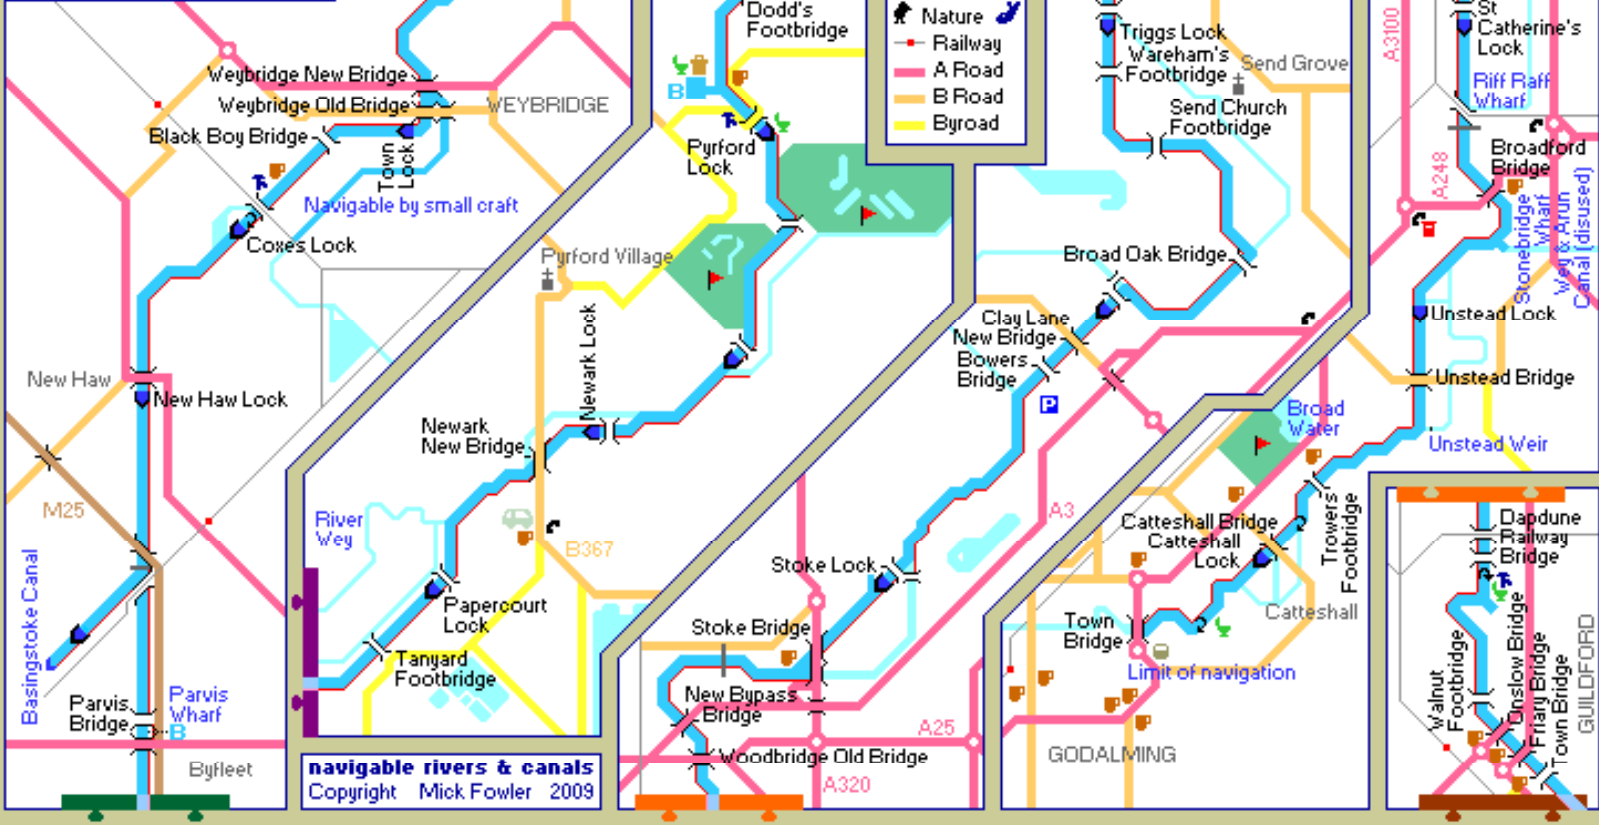 Weybridge New Bridge
Weybridge Old Bridge
WEYBRIDGE
Black Boy Bridge
Town
Lock
Navigable by small craft
Coxes Lock
New Haw
New Haw Lock
M25
Basingstoke Canal
Parvis
Bridge
Parvis
Wharf
B
Byfleet
Dodd's
Footbridge
B
Pyrford
Lock
Pyrford Village
Newark Lock
Newark
New Bridge
River
Wey
B367
Papercourt
Lock
Tanyard
Footbridge
navigable rivers & canals
Copyright Mick Fowler 2009
Nature
Railway
A Road
B Road
Byroad
Triggs Lock
Wareham's
Footbridge
Send Grove
Send Church
Footbridge
Broad Oak Bridge
Clay Lane
New Bridge
Bowers
Bridge
P
A3
Stoke Lock
Stoke Bridge
New Bypass
Bridge
Woodbridge Old Bridge
A25
A320
A3100
St
Catherine's
Lock
Riff Raff
Wharf
Broadford
Bridge
A248
Stonebridge
Wharf
Wey & Arun
Canal (disused)
Unstead Lock
Unstead Bridge
Unstead Weir
Broad
Water
Trowers
Footbridge
Catteshall Bridge
Catteshall
Lock
Catteshall
Town
Bridge
Limit of navigation
GODALMING
Dapdune
Railway
Bridge
Walnut
Footbridge
Onslow Bridge
Friary Bridge
Town Bridge
GUILDFORD